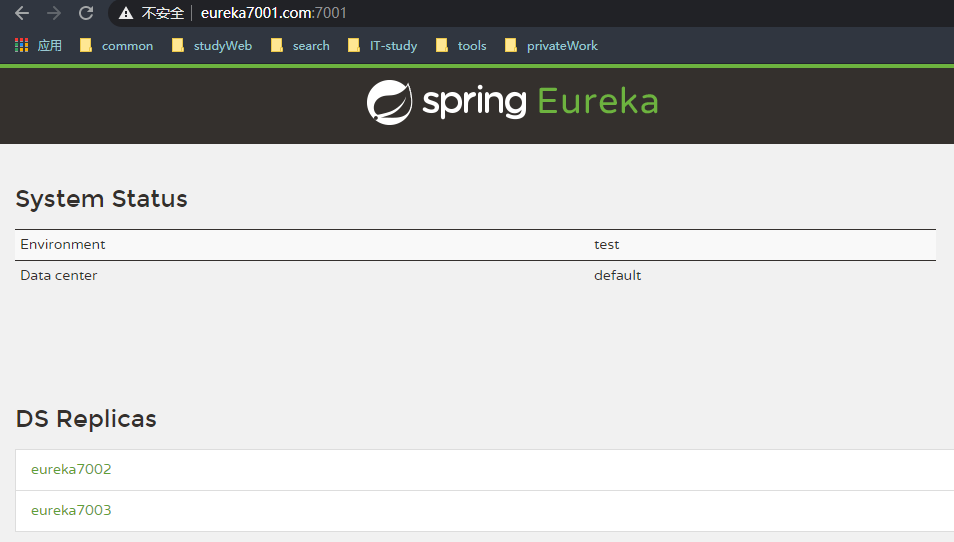 不安全 eureka7001.com:7001
应用 common studyWeb search IT-study tools privateWork
spring Eureka
System Status
Environment test
Data center default
DS Replicas
eureka7002
eureka7003